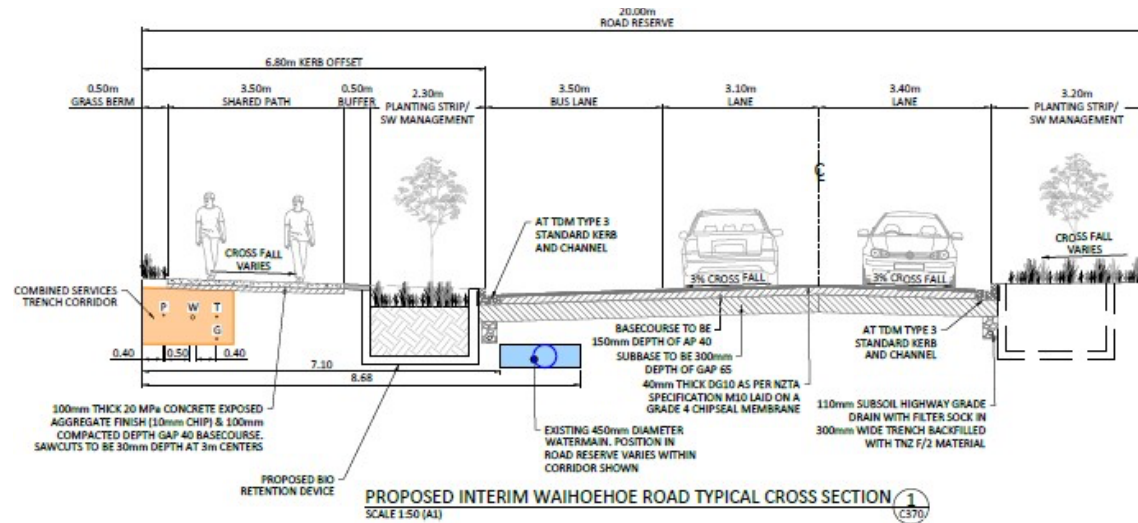 20.00m
ROAD RESERVE
6.80m KERB OFFSET
0.50m
GRASS BERM
3.50m
SHARED PATH
0.50m
BUFFER
2.30m
PLANTING STRIP/
SW MANAGEMENT
3.50m
BUS LANE
3.10m
LANE
3.40m
LANE
3.20m
PLANTING STRIP/
SW MANAGEMENT
CL
AT TDM TYPE 3
STANDARD KERB
AND CHANNEL
CROSS FALL
VARIES
CROSS FALL
VARIES
3% CROSS FALL
3% CROSS FALL
COMBINED SERVICES
TRENCH CORRIDOR
P W T
G
0.40 0.50 0.40
7.10
8.68
BASECOURSE TO BE
150mm DEPTH OF AP 40
SUBBASE TO BE 300mm
DEPTH OF GAP 65
40mm THICK DG10 AS PER NZTA
SPECIFICATION M10 LAID ON A
GRADE 4 CHIPSEAL MEMBRANE
AT TDM TYPE 3
STANDARD KERB
AND CHANNEL
100mm THICK 20 MPa CONCRETE EXPOSED
AGGREGATE FINISH (10mm CHIP) & 100mm
COMPACTED DEPTH GAP 40 BASECOURSE.
SAWCUTS TO BE 30mm DEPTH AT 3m CENTERS
EXISTING 450mm DIAMETER
WATERMAIN. POSITION IN
ROAD RESERVE VARIES WITHIN
CORRIDOR SHOWN
110mm SUBSOIL HIGHWAY GRADE
DRAIN WITH FILTER SOCK IN
300mm WIDE TRENCH BACKFILLED
WITH TNZ F/2 MATERIAL
PROPOSED BIO
RETENTION DEVICE
PROPOSED INTERIM WAIHOEHOE ROAD TYPICAL CROSS SECTION
SCALE 1:50 (A1)
1
C370